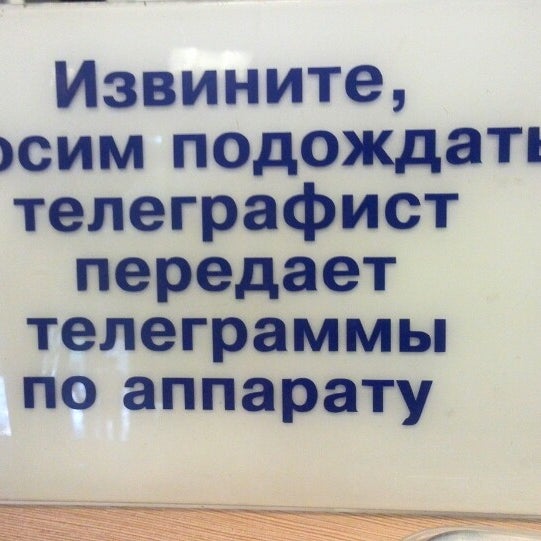 Извините,
осим подождать
телеграфист
передает
телеграммы
по аппарату